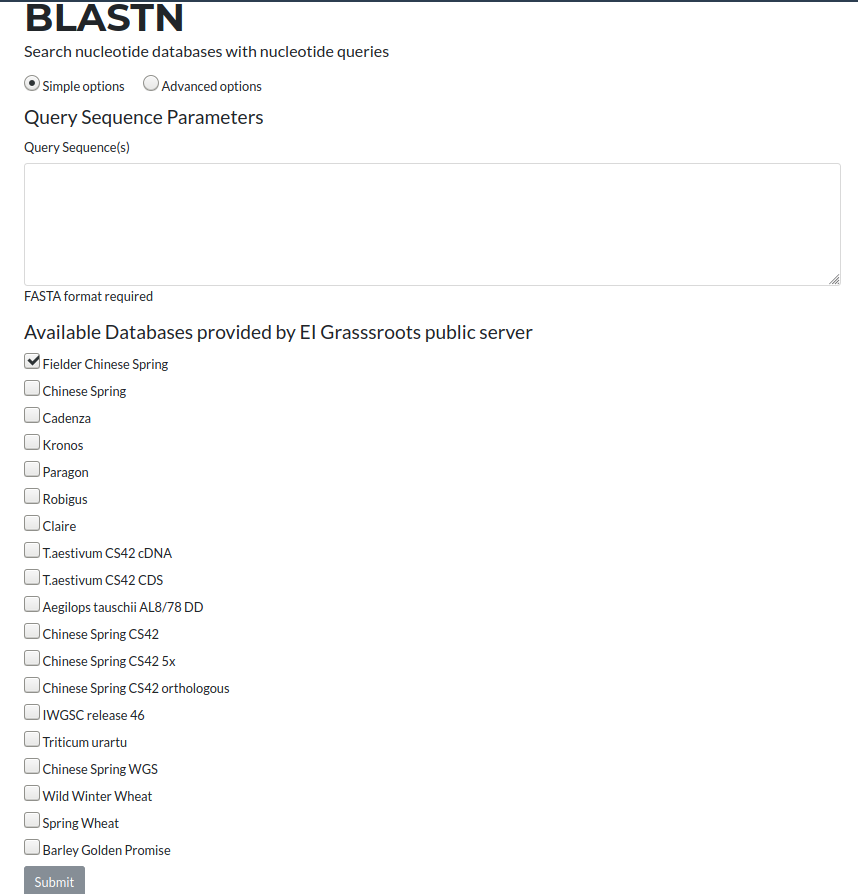 BLASTN
Search nucleotide databases with nucleotide queries
Simple options Advanced options
Query Sequence Parameters
Query Sequence(s)
FASTA format required
Available Databases provided by EI Grasssroots public server
Fielder Chinese Spring
Chinese Spring
Cadenza
Kronos
Paragon
Robigus
Claire
T.aestivum CS42 cDNA
T.aestivum CS42 CDS
Aegilops tauschii AL8/78 DD
Chinese Spring CS42
Chinese Spring CS42 5x
Chinese Spring CS42 orthologous
IWGSC release 46
Triticum urartu
Chinese Spring WGS
Wild Winter Wheat
Spring Wheat
Barley Golden Promise
Submit